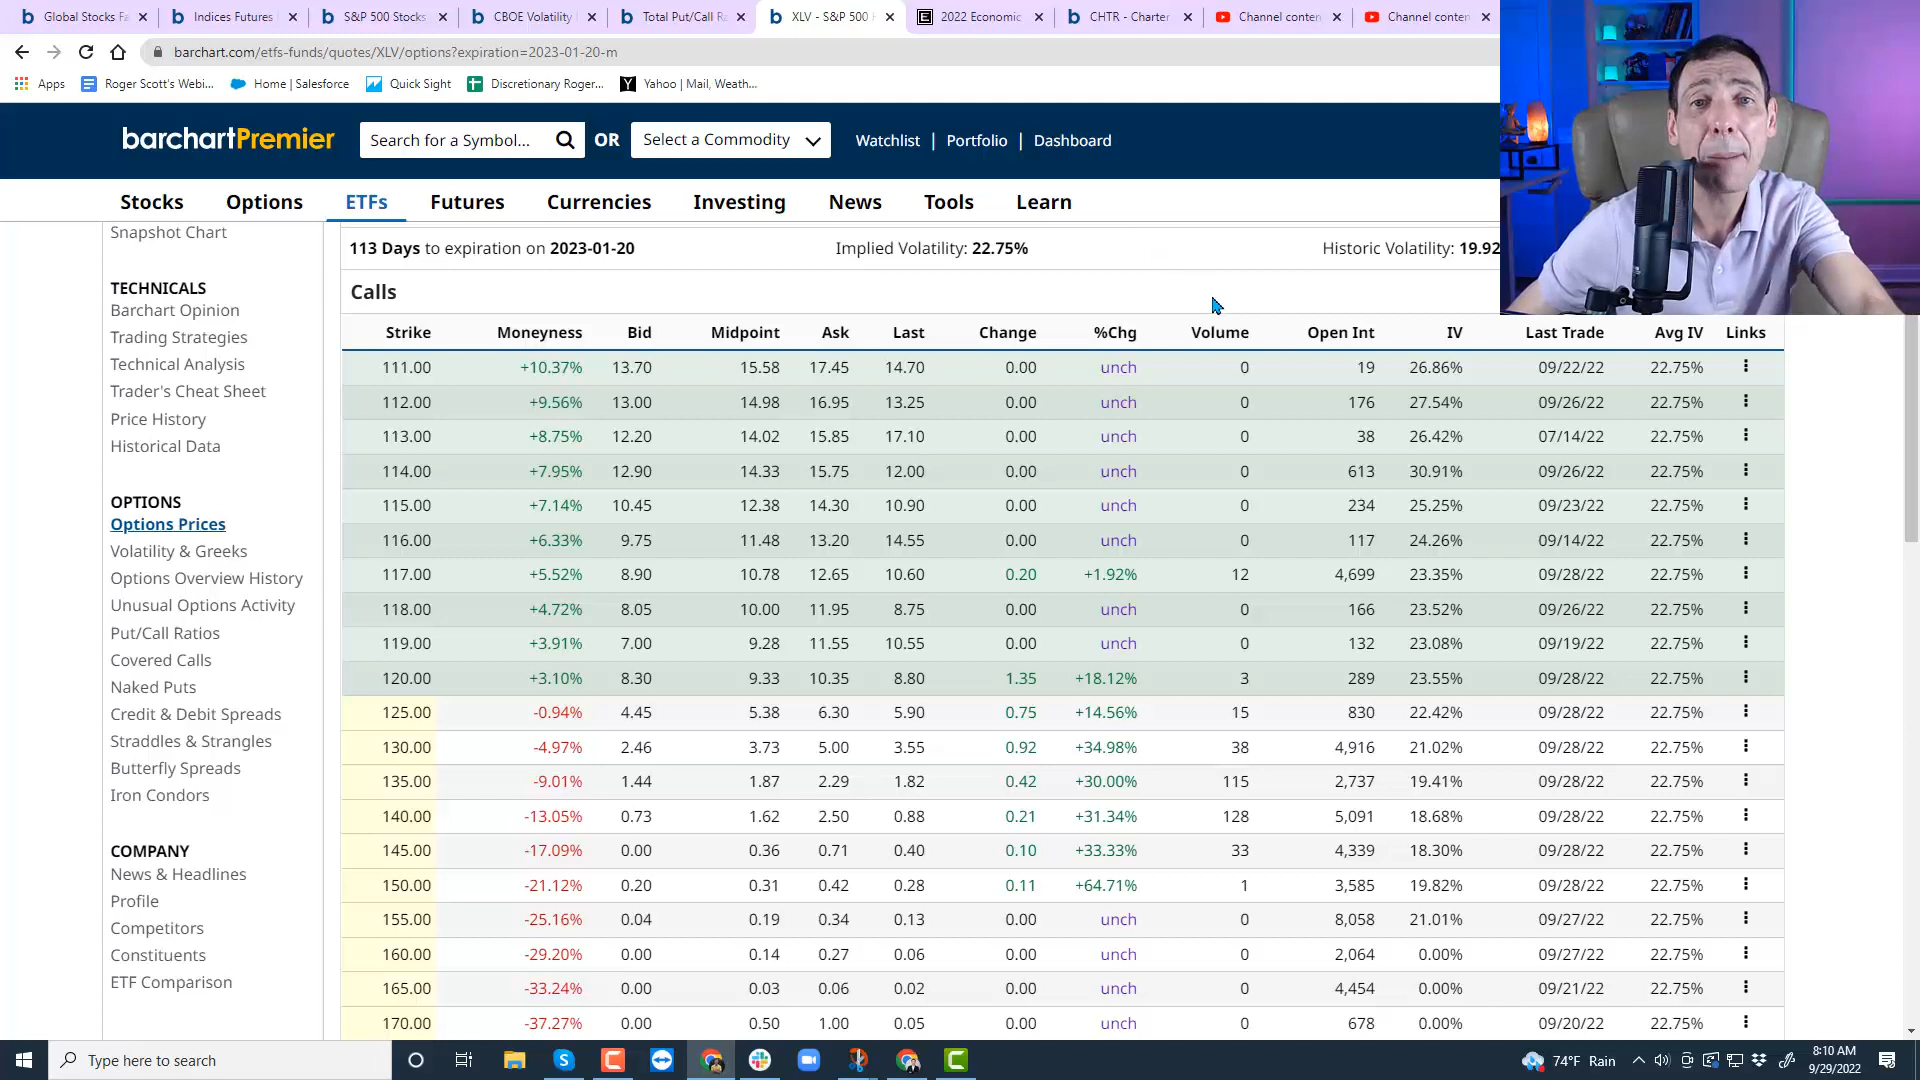 Global Stocks Fa
Indices Futures
S&P 500 Stocks
CBOE Volatility
Total Put/Call Ra
XLV - S&P 500 H
2022 Economic
CHTR - Charter
Channel conten
Channel conten
barchart.com/etfs-funds/quotes/XLV/options?expiration=2023-01-20-m
Apps
Roger Scott's Webi...
Home | Salesforce
Quick Sight
Discretionary Roger...
Yahoo | Mail, Weath...
barchartPremier
Search for a Symbol...
OR
Select a Commodity
Watchlist | Portfolio | Dashboard
Stocks Options ETFs Futures Currencies Investing News Tools Learn
Snapshot Chart
TECHNICALS
Barchart Opinion
Trading Strategies
Technical Analysis
Trader's Cheat Sheet
Price History
Historical Data
OPTIONS
Options Prices
Volatility & Greeks
Options Overview History
Unusual Options Activity
Put/Call Ratios
Covered Calls
Naked Puts
Credit & Debit Spreads
Straddles & Strangles
Butterfly Spreads
Iron Condors
COMPANY
News & Headlines
Profile
Competitors
Constituents
ETF Comparison
113 Days to expiration on 2023-01-20 Implied Volatility: 22.75% Historic Volatility: 19.92
Calls
Strike Moneyness Bid Midpoint Ask Last Change %Chg Volume Open Int IV Last Trade Avg IV Links
111.00 +10.37% 13.70 15.58 17.45 14.70 0.00 unch 0 19 26.86% 09/22/22 22.75%
112.00 +9.56% 13.00 14.98 16.95 13.25 0.00 unch 0 176 27.54% 09/26/22 22.75%
113.00 +8.75% 12.20 14.02 15.85 17.10 0.00 unch 0 38 26.42% 07/14/22 22.75%
114.00 +7.95% 12.90 14.33 15.75 12.00 0.00 unch 0 613 30.91% 09/26/22 22.75%
115.00 +7.14% 10.45 12.38 14.30 10.90 0.00 unch 0 234 25.25% 09/23/22 22.75%
116.00 +6.33% 9.75 11.48 13.20 14.55 0.00 unch 0 117 24.26% 09/14/22 22.75%
117.00 +5.52% 8.90 10.78 12.65 10.60 0.20 +1.92% 12 4,699 23.35% 09/28/22 22.75%
118.00 +4.72% 8.05 10.00 11.95 8.75 0.00 unch 0 166 23.52% 09/26/22 22.75%
119.00 +3.91% 7.00 9.28 11.55 10.55 0.00 unch 0 132 23.08% 09/19/22 22.75%
120.00 +3.10% 8.30 9.33 10.35 8.80 1.35 +18.12% 3 289 23.55% 09/28/22 22.75%
125.00 -0.94% 4.45 5.38 6.30 5.90 0.75 +14.56% 15 830 22.42% 09/28/22 22.75%
130.00 -4.97% 2.46 3.73 5.00 3.55 0.92 +34.98% 38 4,916 21.02% 09/28/22 22.75%
135.00 -9.01% 1.44 1.87 2.29 1.82 0.42 +30.00% 115 2,737 19.41% 09/28/22 22.75%
140.00 -13.05% 0.73 1.62 2.50 0.88 0.21 +31.34% 128 5,091 18.68% 09/28/22 22.75%
145.00 -17.09% 0.00 0.36 0.71 0.40 0.10 +33.33% 33 4,339 18.30% 09/28/22 22.75%
150.00 -21.12% 0.20 0.31 0.42 0.28 0.11 +64.71% 1 3,585 19.82% 09/28/22 22.75%
155.00 -25.16% 0.04 0.19 0.34 0.13 0.00 unch 0 8,058 21.01% 09/27/22 22.75%
160.00 -29.20% 0.00 0.14 0.27 0.06 0.00 unch 0 2,064 0.00% 09/27/22 22.75%
165.00 -33.24% 0.00 0.03 0.06 0.02 0.00 unch 0 4,454 0.00% 09/21/22 22.75%
170.00 -37.27% 0.00 0.50 1.00 0.05 0.00 unch 0 678 0.00% 09/20/22 22.75%
Type here to search
74°F Rain
8:10 AM
9/29/2022